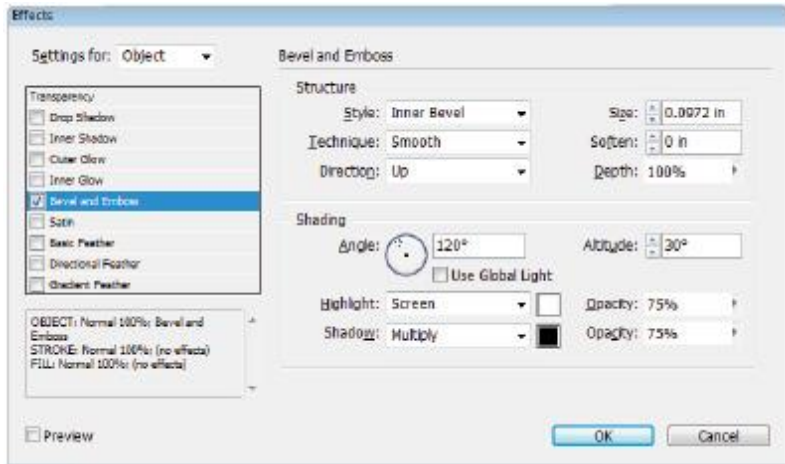 Effects
Settings for: Object
Transparency
Drop Shadow
Inner Shadow
Outer Glow
Inner Glow
Bevel and Emboss
Satin
Basic Feather
Directional Feather
Gradient Feather
OBJECT: Normal 100%; Bevel and
Emboss
STROKE: Normal 100%; (no effects)
FILL: Normal 100%; (no effects)
Preview
Bevel and Emboss
Structure
Style: Inner Bevel Size: 0.0972 in
Technique: Smooth Soften: 0 in
Direction: Up Depth: 100%
Shading
Angle: 120° Altitude: 30°
Use Global Light
Highlight: Screen Opacity: 75%
Shadow: Multiply Opacity: 75%
OK Cancel